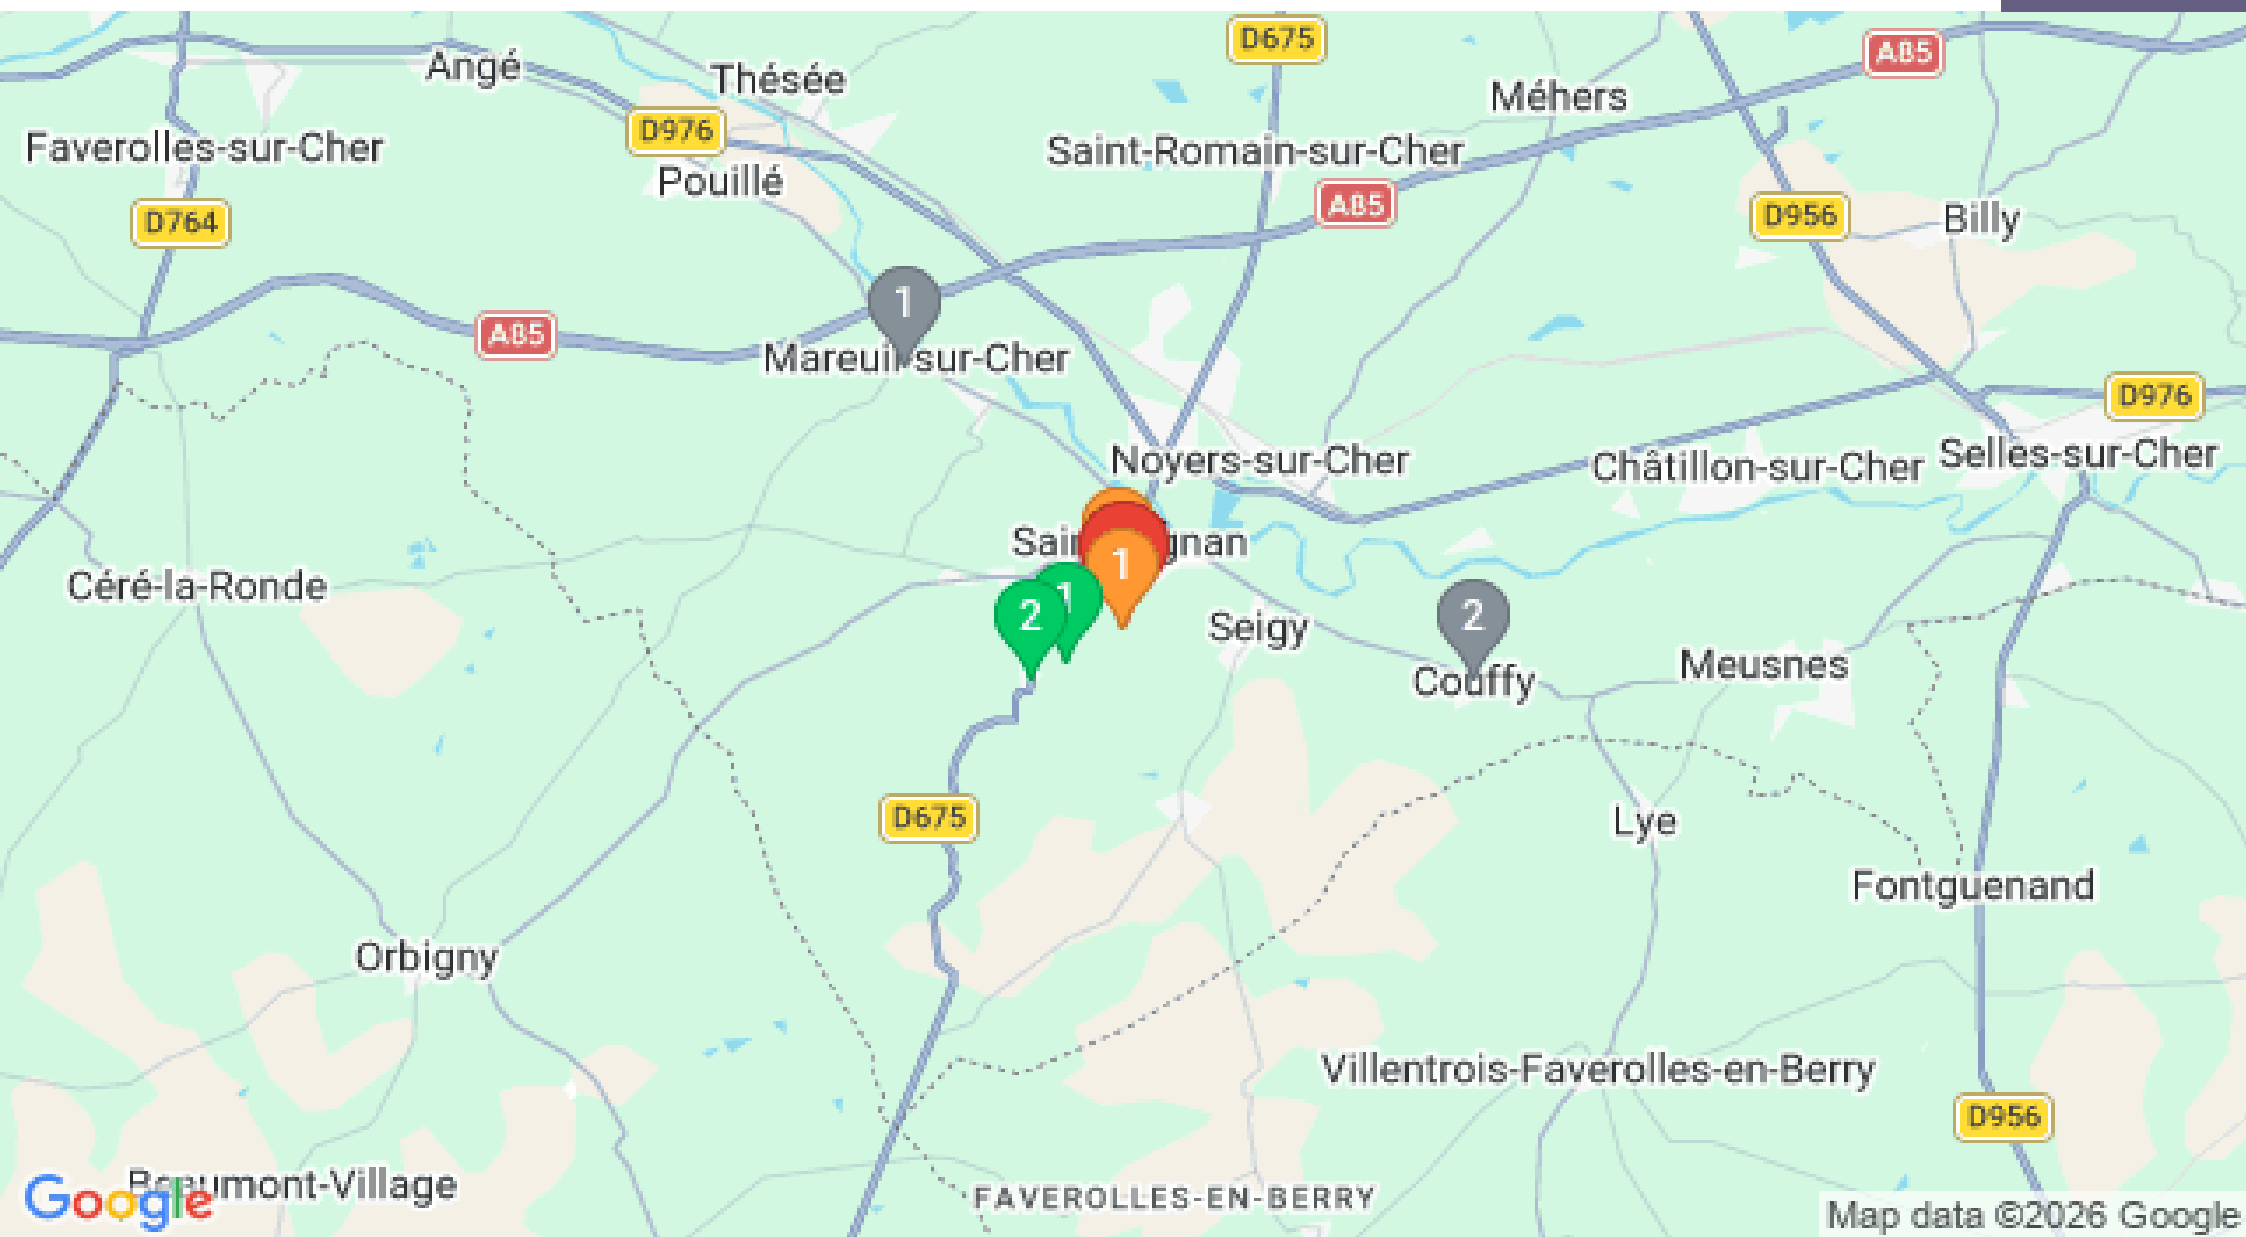 D675
A85
Angé
Thésée
Méhers
D976
Faverolles-sur-Cher
Saint-Romain-sur-Cher
Pouillé
A85
D764
D956
Billy
1
A85
Mareuil-sur-Cher
D976
Noyers-sur-Cher
Châtillon-sur-Cher
Selles-sur-Cher
1
Céré-la-Ronde
1
2
2
Seigy
Couffy
Meusnes
D675
Lye
Fontguenand
Orbigny
Villentrois-Faverolles-en-Berry
D956
Beaumont-Village
Google
FAVEROLLES-EN-BERRY
Map data ©2026 Google